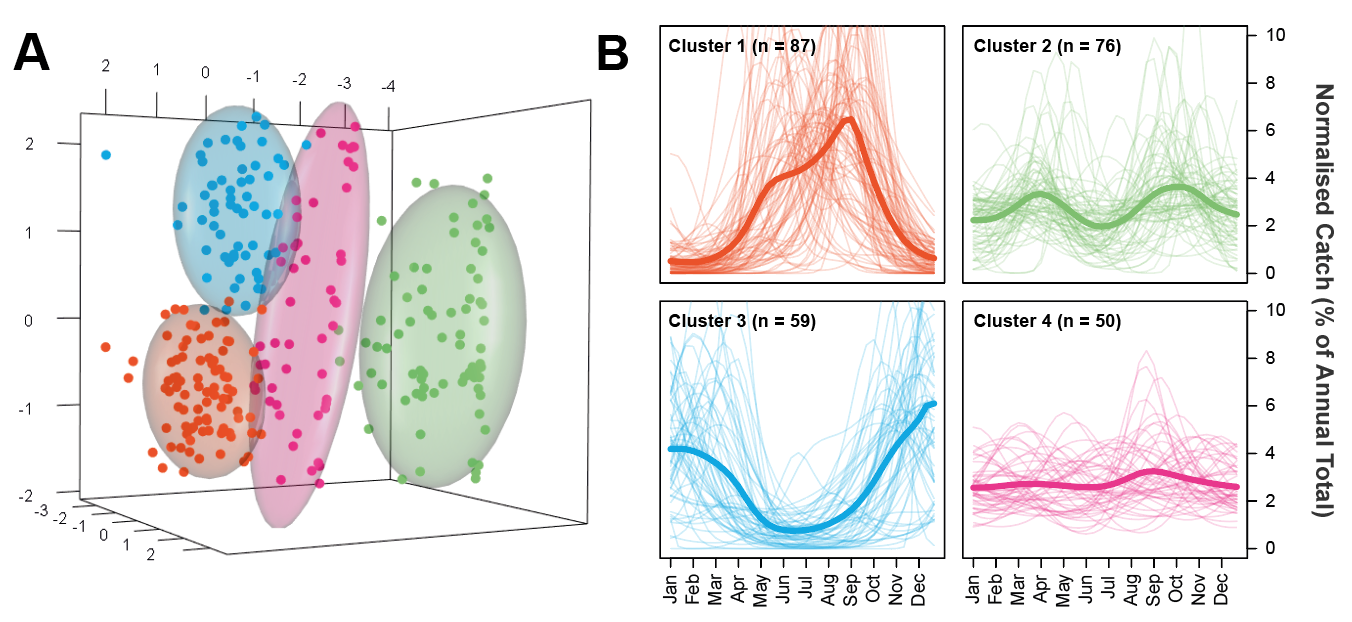 A
2 1 0 -1 -2 -3 -4
2
1
0
-1
-2
-3 -2 -1 0 1 2
B
Cluster 1 (n = 87)
Cluster 2 (n = 76)
10
8
6
4
2
0
Cluster 3 (n = 59)
Cluster 4 (n = 50)
10
8
6
4
2
0
Jan Feb Mar Apr May Jun Jul Aug Sep Oct Nov Dec
Jan Feb Mar Apr May Jun Jul Aug Sep Oct Nov Dec
Normalised Catch (% of Annual Total)